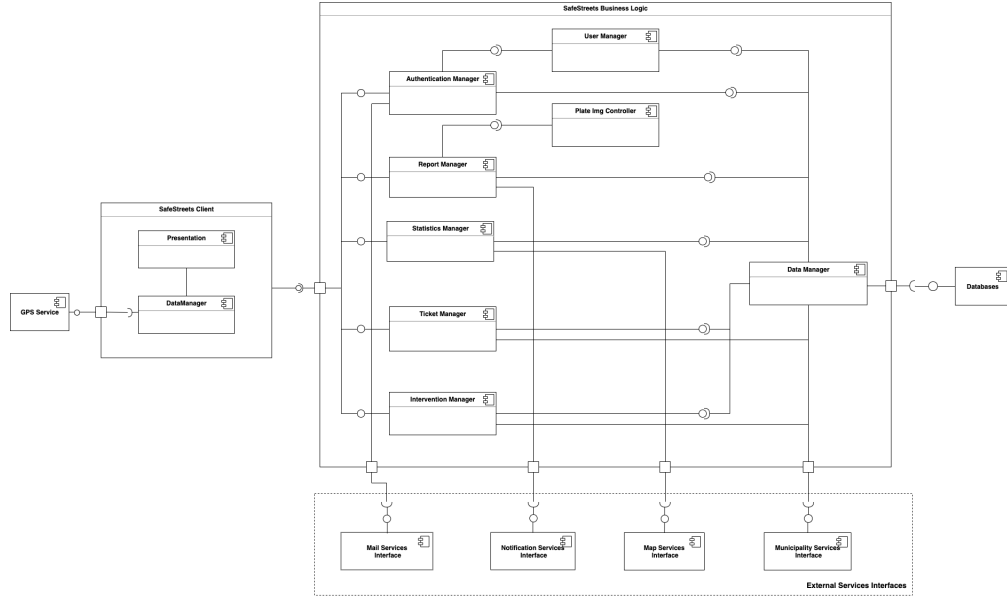 SafeStreets Business Logic
User Manager
Authentication Manager
Plate Img Controller
Report Manager
SafeStreets Client
Statistics Manager
Presentation
Data Manager
Databases
DataManager
GPS Service
Ticket Manager
Intervention Manager
Mail Services
Interface
Notification Services
Interface
Map Services
Interface
Municipality Services
Interface
External Services Interfaces